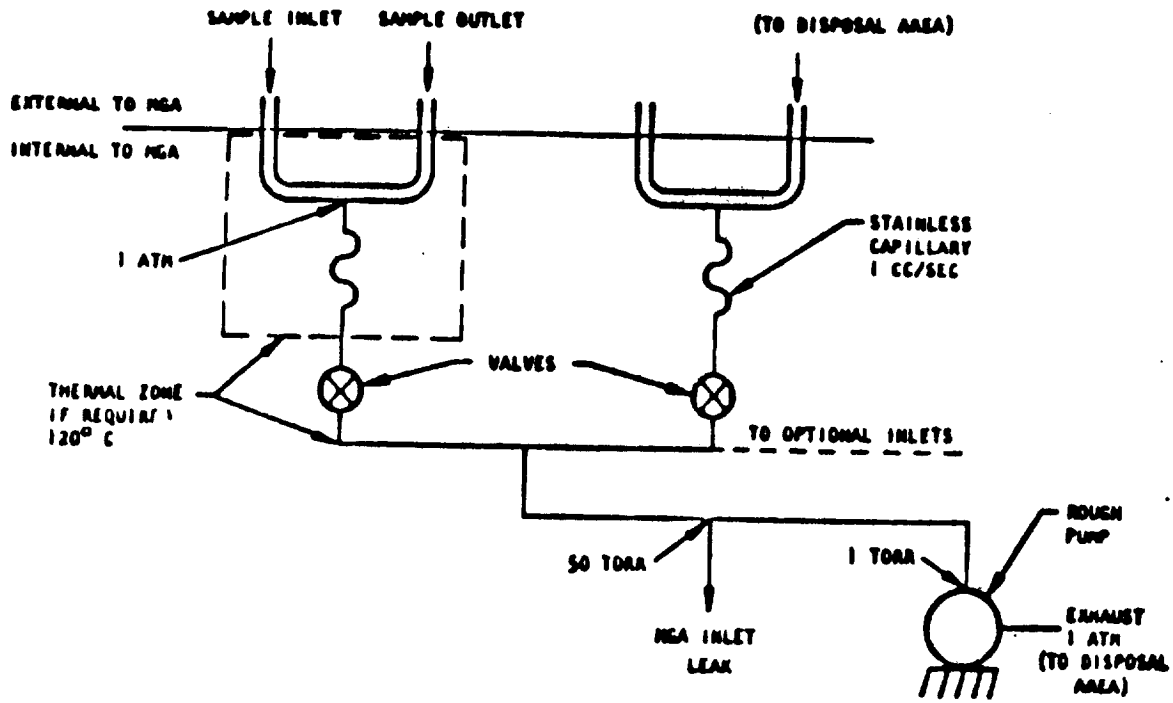 SAMPLE INLET
SAMPLE OUTLET
(TO DISPOSAL AREA)
EXTERNAL TO MGA
INTERNAL TO MGA
1 ATM
STAINLESS
CAPILLARY
1 CC/SEC
VALVES
THERMAL ZONE
IF
120° C
TO OPTIONAL INLETS
50 TORR
1 TORR
ROUGH
PUMP
MGA INLET
LEAK
EXHAUST
1 ATM
(TO DISPOSAL
AREA)